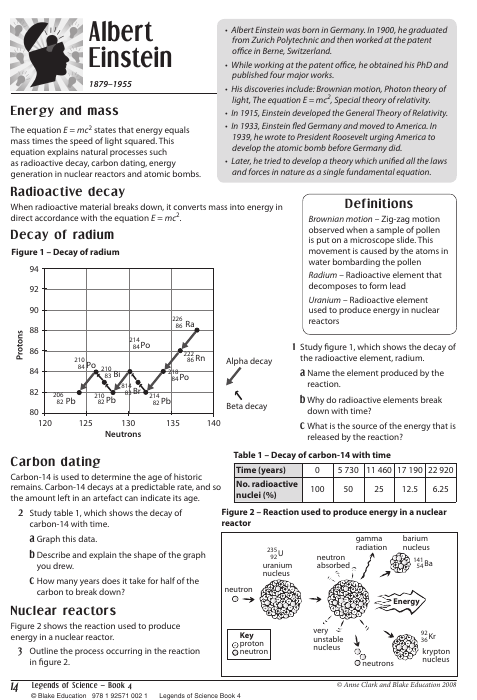 Albert
Einstein
1879–1955
• Albert Einstein was born in Germany. In 1900, he graduated
from Zurich Polytechnic and then worked at the patent
office in Berne, Switzerland.
• While working at the patent office, he obtained his PhD and
published four major works.
• His discoveries include: Brownian motion, Photon theory of
light, The equation E = mc², Special theory of relativity.
• In 1915, Einstein developed the General Theory of Relativity.
• In 1933, Einstein fled Germany and moved to America. In
1939, he wrote to President Roosevelt urging America to
develop the atomic bomb before Germany did.
• Later, he tried to develop a theory which unified all the laws
and forces in nature as a single fundamental equation.
Energy and mass
The equation E = mc² states that energy equals
mass times the speed of light squared. This
equation explains natural processes such
as radioactive decay, carbon dating, energy
generation in nuclear reactors and atomic bombs.
Radioactive decay
When radioactive material breaks down, it converts mass into energy in
direct accordance with the equation E = mc².
Decay of radium
Figure 1 – Decay of radium
94
92
90
88
86
84
82
80
Protons
120
125
130
135
140
Neutrons
226
86 Ra
222
86 Rn
218
84 Po
214
84 Po
214
82 Pb
210
84 Po
210
83 Bi
210
82 Pb
206
82 Pb
Alpha decay
Beta decay
Definitions
Brownian motion – Zig-zag motion
observed when a sample of pollen
is put on a microscope slide. This
movement is caused by the atoms in
water bombarding the pollen
Radium – Radioactive element that
decomposes to form lead
Uranium – Radioactive element
used to produce energy in nuclear
reactors
1 Study figure 1, which shows the decay of
the radioactive element, radium.
a Name the element produced by the
reaction.
b Why do radioactive elements break
down with time?
c What is the source of the energy that is
released by the reaction?
Carbon dating
Carbon-14 is used to determine the age of historic
remains. Carbon-14 decays at a predictable rate, and so
the amount left in an artefact can indicate its age.
2 Study table 1, which shows the decay of
carbon-14 with time.
a Graph this data.
b Describe and explain the shape of the graph
you drew.
c How many years does it take for half of the
carbon to break down?
Nuclear reactors
Figure 2 shows the reaction used to produce
energy in a nuclear reactor.
3 Outline the process occurring in the reaction
in figure 2.
Table 1 – Decay of carbon-14 with time
Time (years) 0 5 730 11 460 17 190 22 920
No. radioactive
nuclei (%) 100 50 25 12.5 6.25
Figure 2 – Reaction used to produce energy in a nuclear
reactor
235
92 U
uranium
nucleus
neutron
neutron
absorbed
gamma
radiation
barium
nucleus
141
54 Ba
Energy
very
unstable
nucleus
neutrons
92
36 Kr
krypton
nucleus
Key
proton
neutron
14 Legends of Science – Book 4
© Anne Clark and Blake Education 2008
© Blake Education 978 1 92571 002 1 Legends of Science Book 4